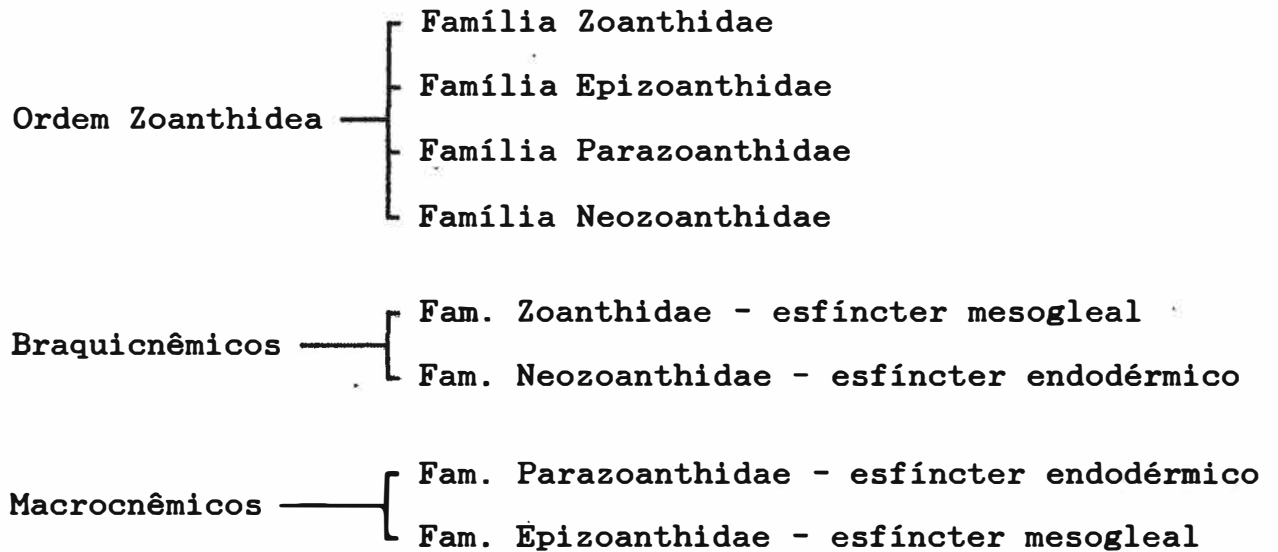 Família Zoanthidae
Família Epizoanthidae
Ordem Zoanthidea
Família Parazoanthidae
Família Neozoanthidae
Fam. Zoanthidae - esfíncter mesogleal
Braquicnêmicos
Fam. Neozoanthidae - esfíncter endodérmico
Fam. Parazoanthidae - esfíncter endodérmico
Macrocnêmicos
Fam. Epizoanthidae - esfíncter mesogleal